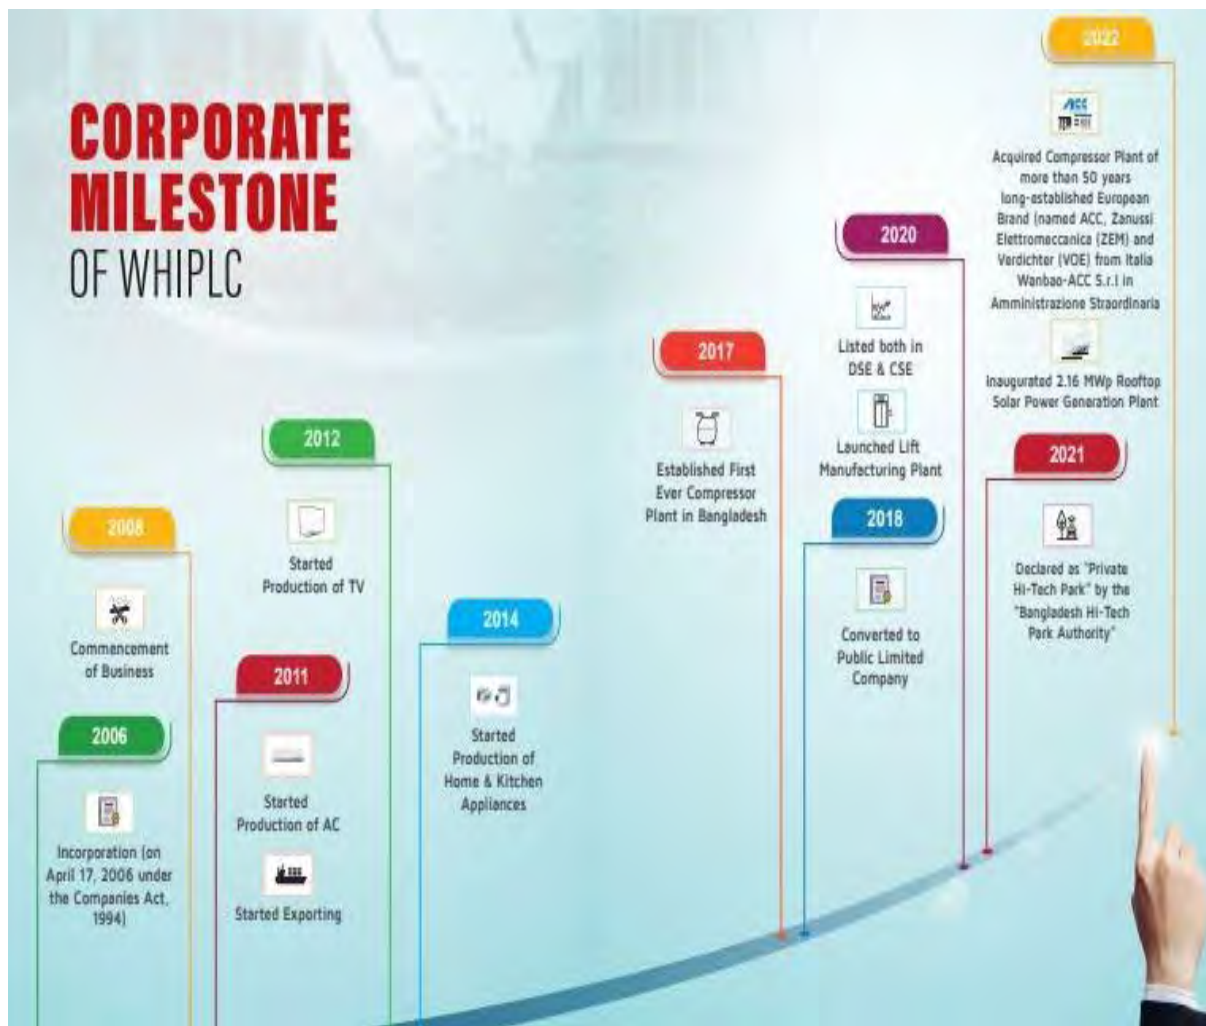 CORPORATE
MILESTONE
OF WHIPLC
2006
Incorporation (on
April 17, 2006 under
the Companies Act,
1994)
2008
Commencement
of Business
2011
Started
Production of AC
Started Exporting
2012
Started
Production of TV
2014
Started
Production of
Home & Kitchen
Appliances
2017
Established First
Ever Compressor
Plant in Bangladesh
2018
Converted to
Public Limited
Company
2020
Listed both in
DSE & CSE
Launched Lift
Manufacturing Plant
2021
Declared as "Private
Hi-Tech Park" by the
"Bangladesh Hi-Tech
Park Authority"
2022
ACC
Acquired Compressor Plant of
more than 50 years
long-established European
Brand (named ACC, Zanussi
Elettromeccanica (ZEM) and
Verdichter (VOE) from Italia
Wanbao-ACC S.r.l in
Amministrazione Straordinaria
Inaugurated 2.16 MWp Rooftop
Solar Power Generation Plant